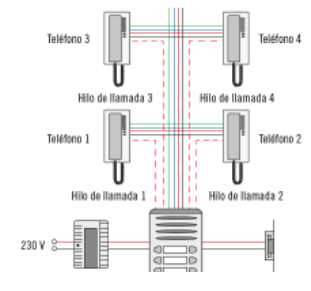 Teléfono 3
Teléfono 4
Hilo de llamada 3
Hilo de llamada 4
Teléfono 1
Teléfono 2
Hilo de llamada 1
Hilo de llamada 2
230 V